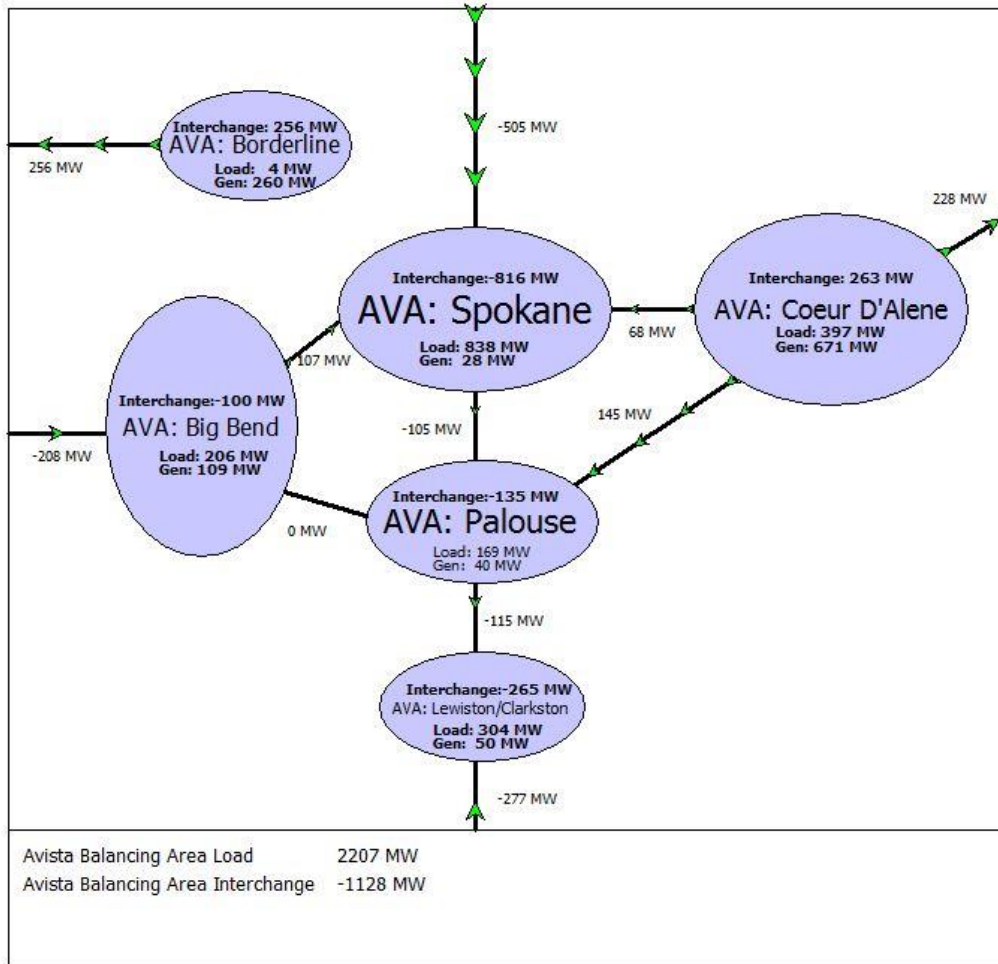 -505 MW
Interchange: 256 MW
AVA: Borderline
Load: 4 MW
Gen: 260 MW
256 MW
228 MW
Interchange:-816 MW
AVA: Spokane
Load: 838 MW
Gen: 28 MW
Interchange: 263 MW
AVA: Coeur D'Alene
Load: 397 MW
Gen: 671 MW
68 MW
107 MW
Interchange:-100 MW
AVA: Big Bend
Load: 206 MW
Gen: 109 MW
-208 MW
-105 MW
145 MW
0 MW
Interchange:-135 MW
AVA: Palouse
Load: 169 MW
Gen: 40 MW
-115 MW
Interchange:-265 MW
AVA: Lewiston/Clarkston
Load: 304 MW
Gen: 50 MW
-277 MW
Avista Balancing Area Load 2207 MW
Avista Balancing Area Interchange -1128 MW